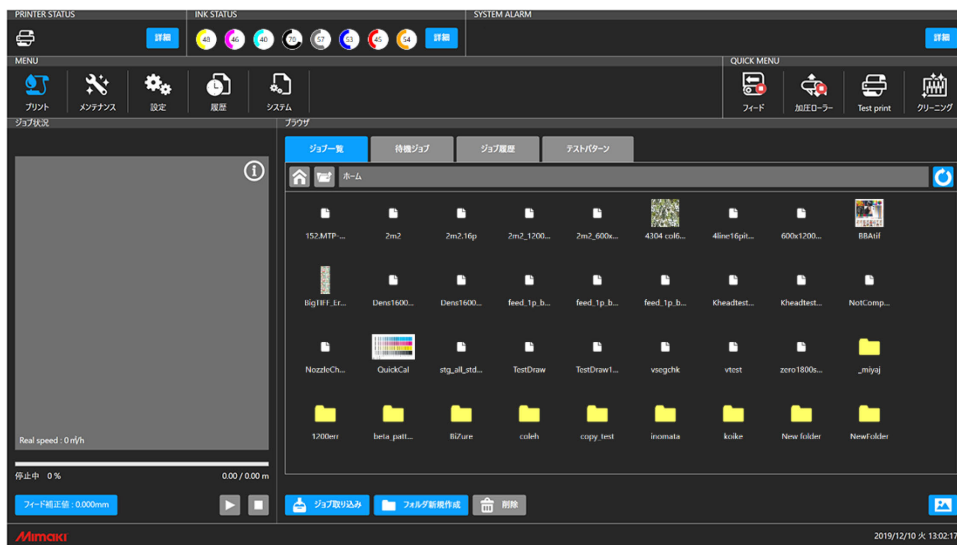 PRINTER STATUS
INK STATUS
SYSTEM ALARM
詳細
48 46 40 70 57 53 45 54
詳細
詳細
MENU
QUICK MENU
プリント メンテナンス 設定 履歴 システム
フィード 加圧ローラー Test print クリーニング
ジョブ状況
ブラウザ
ジョブ一覧 待機ジョブ ジョブ履歴 テストパターン
ホーム
152.MTP-... 2m2 2m2.16p 2m2_1200... 2m2_600x... 4304 col6... 4line16pit... 600x1200... BBAtif
BigTIFF_Er... Dens1600... Dens1600... feed_1p_b... feed_1p_b... feed_1p_b... Kheadtest... Kheadtest... NotComp...
NozzleCh... QuickCal stg_all_std... TestDraw TestDraw1... vsegchk vtest zero1800s... _miyaj
1200err beta_patt... BiZure coleh copy_test inomata koike New folder NewFolder
Real speed : 0 ㎡/h
停止中 0 %
0.00 / 0.00 m
フィード補正値 : 0.000mm
ジョブ取り込み フォルダ新規作成 削除
Mimaki
2019/12/10 火 13:02:17